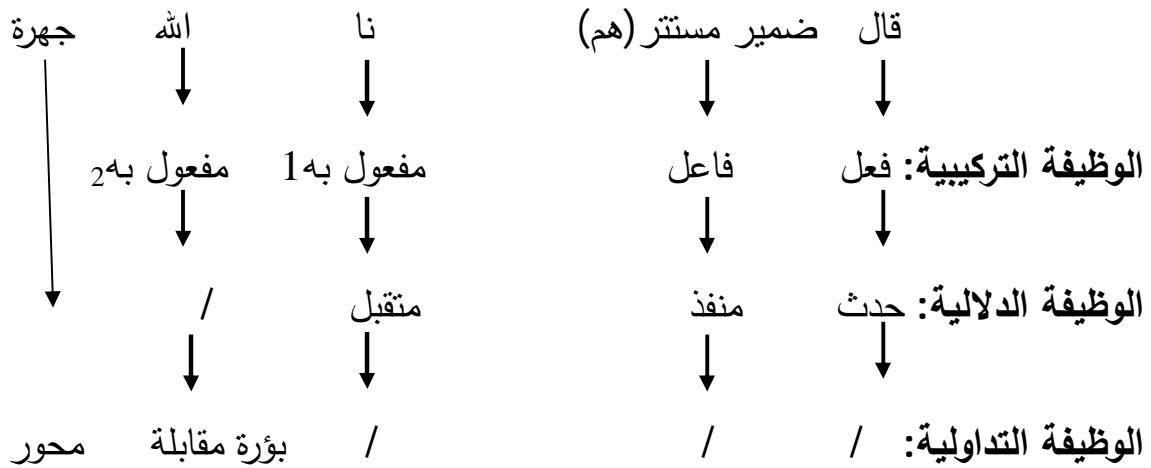 قال ضمير مستتر (هم) نا الله جهرة
الوظيفة التركيبية: فعل فاعل مفعول به1 مفعول به2
الوظيفة الدلالية: حدث منفذ متقبل /
الوظيفة التداولية: / / / بؤرة مقابلة محور